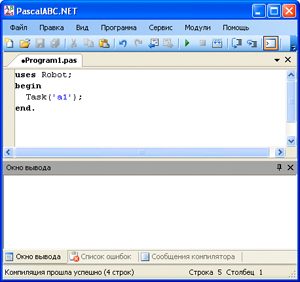 PascalABC.NET
Файл Правка Вид Программа Сервис Модули Помощь
•Program1.pas
uses Robot;
begin
Task('a1');
end.
Окно вывода
Окно вывода Список ошибок Сообщения компилятора
Компиляция прошла успешно (4 строк) Строка 5 Столбец 1